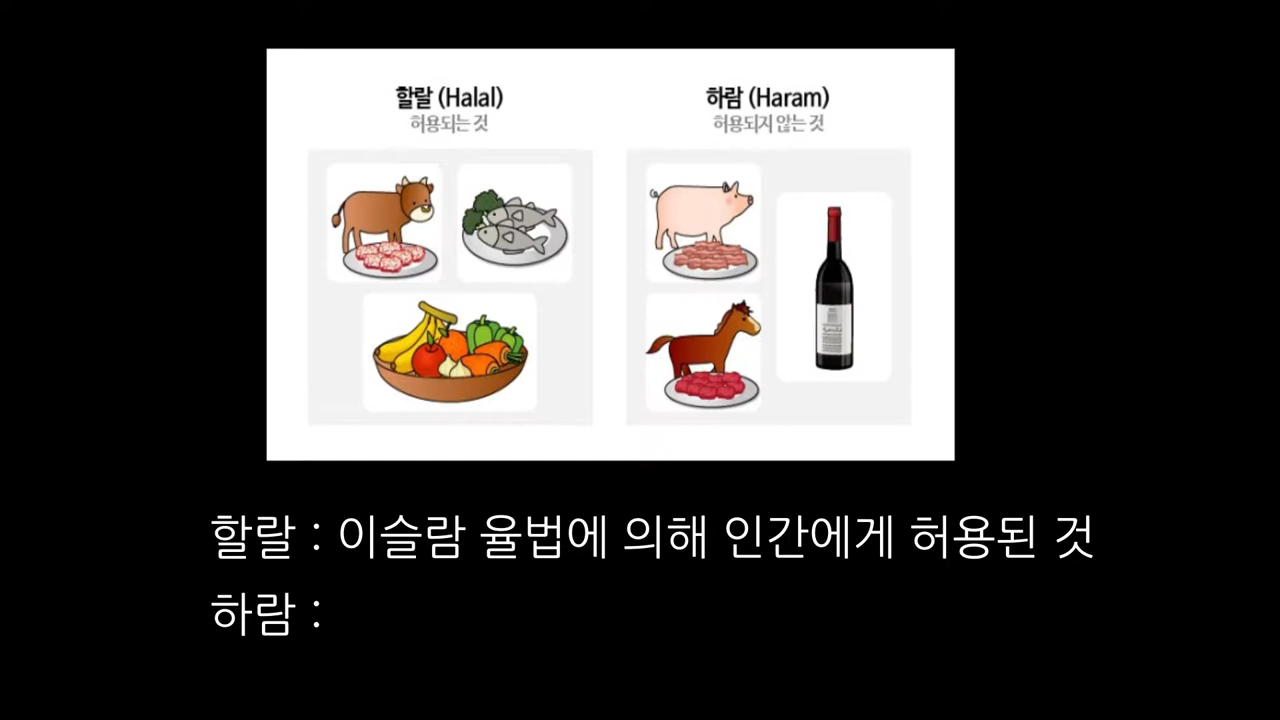 할랄 (Halal)
허용되는 것
하람 (Haram)
허용되지 않는 것
할랄 : 이슬람 율법에 의해 인간에게 허용된 것
하람 :